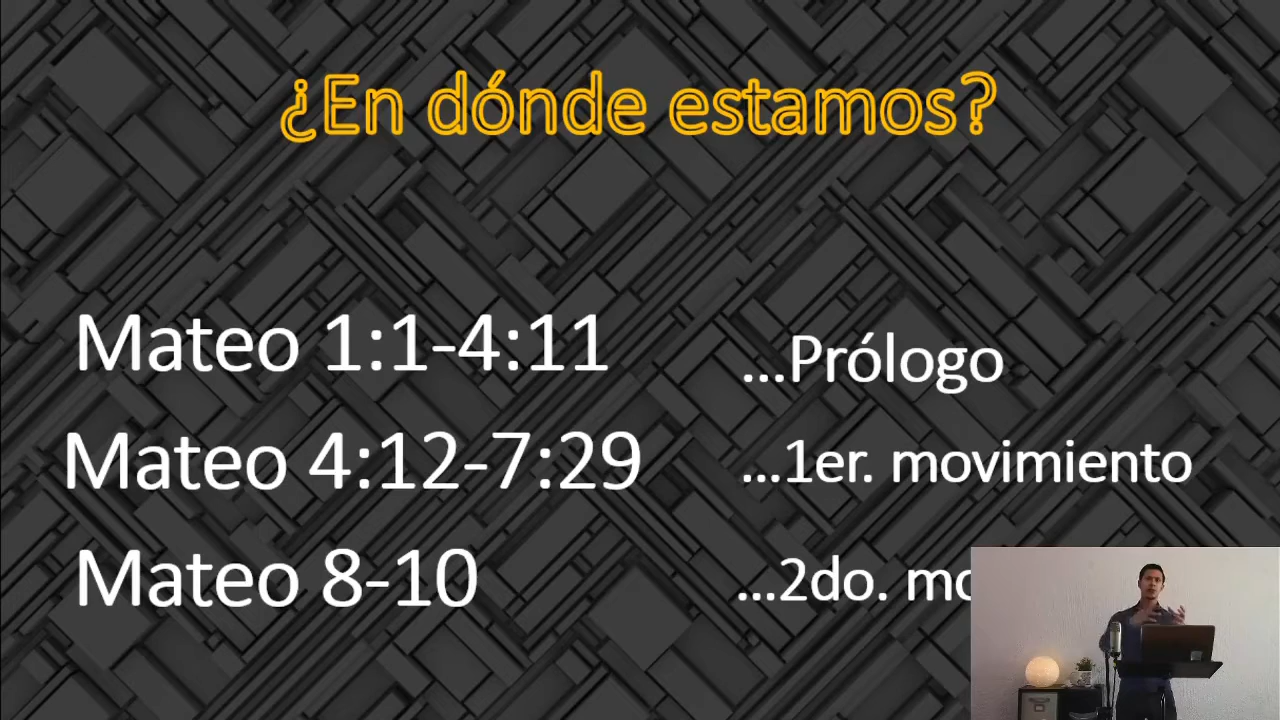 ¿En dónde estamos?
Mateo 1:1-4:11 ...Prólogo
Mateo 4:12-7:29 ...1er. movimiento
Mateo 8-10 ...2do.